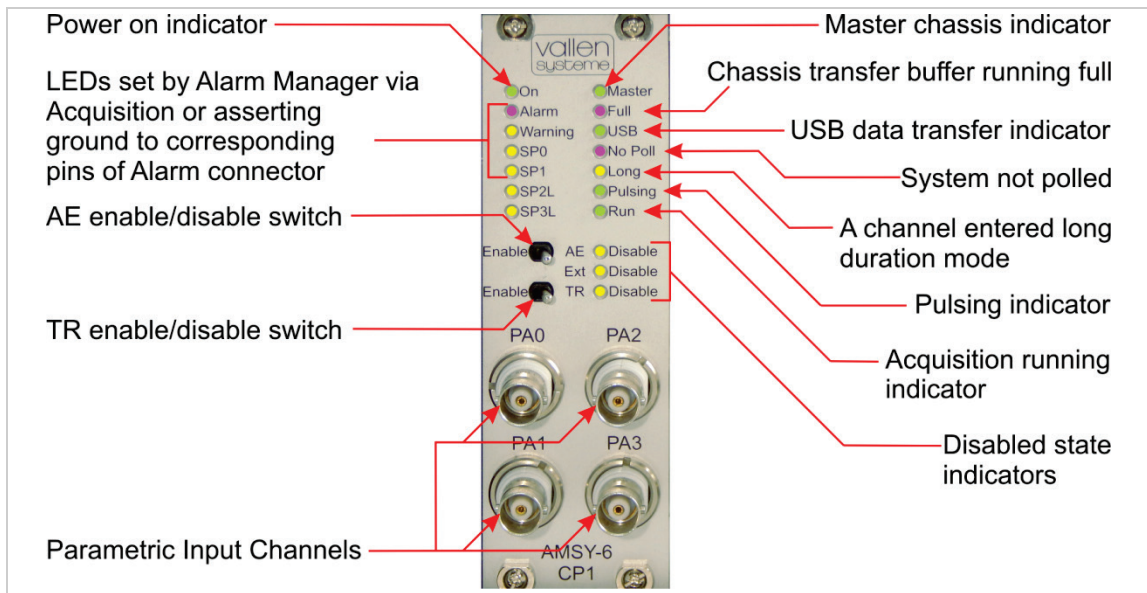 Power on indicator
LEDs set by Alarm Manager via
Acquisition or asserting
ground to corresponding
pins of Alarm connector
AE enable/disable switch
TR enable/disable switch
Parametric Input Channels
vallen
systeme
On
Master
Alarm
Full
Warning
USB
SP0
No Poll
SP1
Long
SP2L
Pulsing
SP3L
Run
Enable
AE
Disable
Ext
Disable
Enable
TR
Disable
PA0
PA2
PA1
PA3
AMSY-6
CP1
Master chassis indicator
Chassis transfer buffer running full
USB data transfer indicator
System not polled
A channel entered long
duration mode
Pulsing indicator
Acquisition running
indicator
Disabled state
indicators